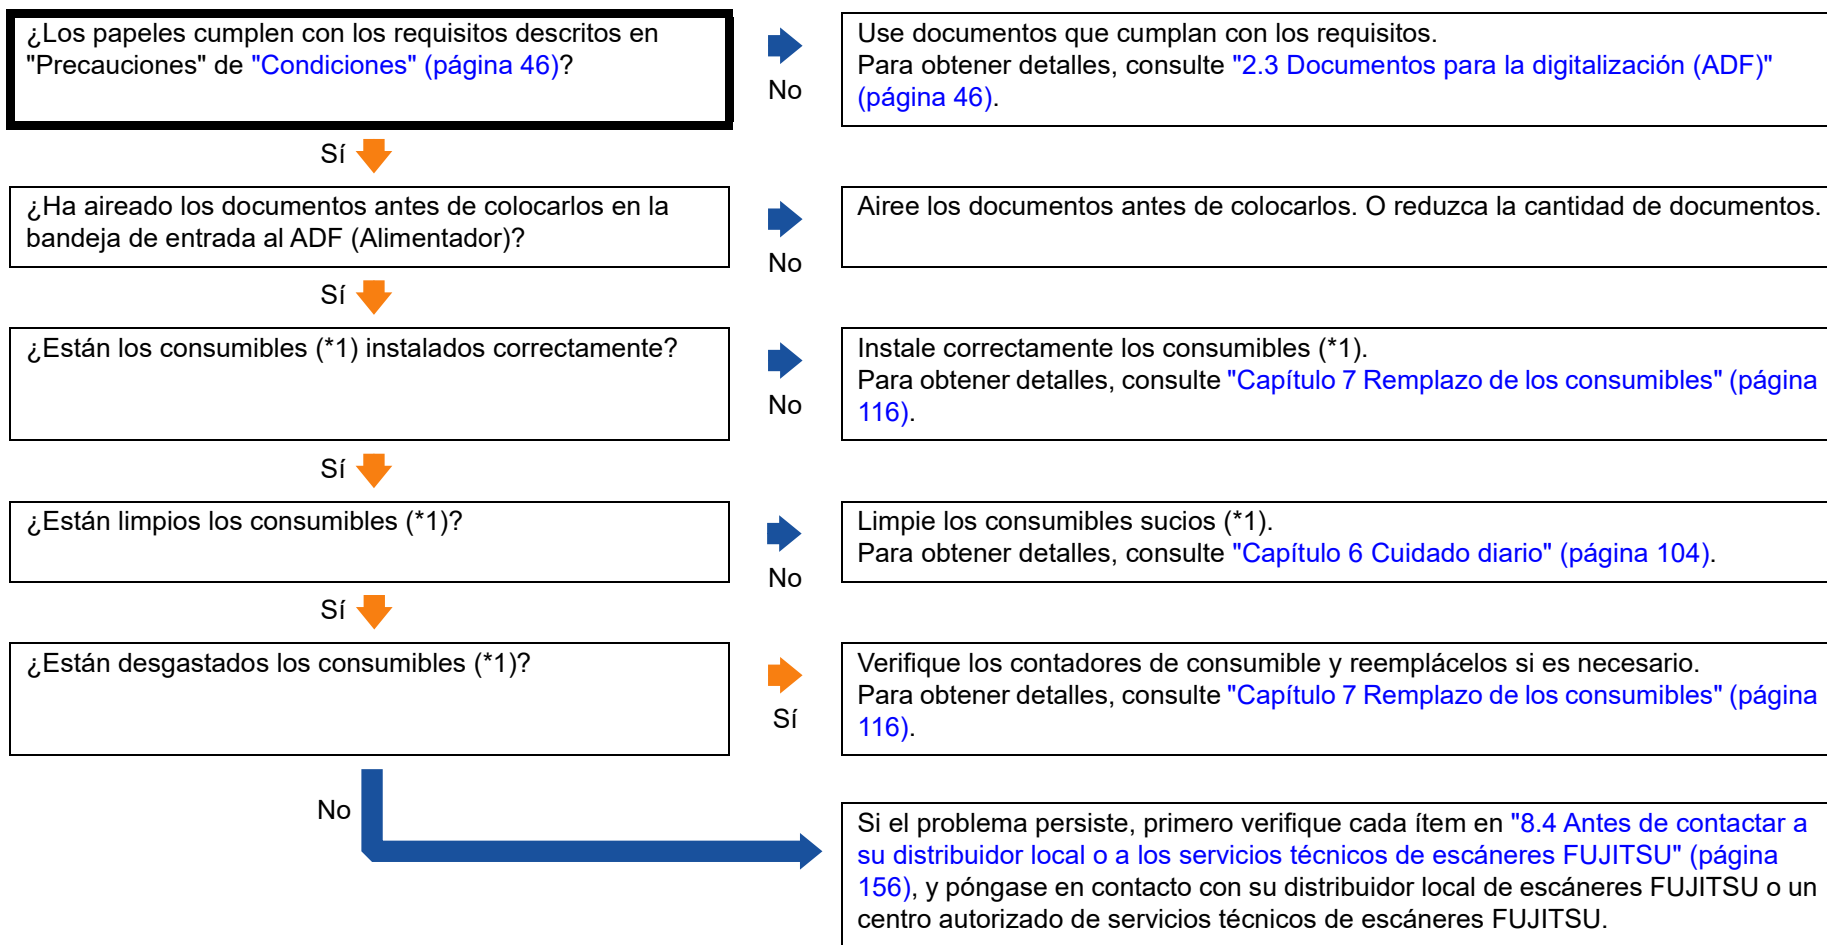 ¿Los papeles cumplen con los requisitos descritos en
"Precauciones" de "Condiciones" (página 46)?
No
Use documentos que cumplan con los requisitos.
Para obtener detalles, consulte "2.3 Documentos para la digitalización (ADF)"
(página 46).
Sí
¿Ha aireado los documentos antes de colocarlos en la
bandeja de entrada al ADF (Alimentador)?
No
Airee los documentos antes de colocarlos. O reduzca la cantidad de documentos.
Sí
¿Están los consumibles (*1) instalados correctamente?
No
Instale correctamente los consumibles (*1).
Para obtener detalles, consulte "Capítulo 7 Remplazo de los consumibles" (página
116).
Sí
¿Están limpios los consumibles (*1)?
No
Limpie los consumibles sucios (*1).
Para obtener detalles, consulte "Capítulo 6 Cuidado diario" (página 104).
Sí
¿Están desgastados los consumibles (*1)?
Sí
Verifique los contadores de consumible y reemplácelos si es necesario.
Para obtener detalles, consulte "Capítulo 7 Remplazo de los consumibles" (página
116).
No
Si el problema persiste, primero verifique cada ítem en "8.4 Antes de contactar a
su distribuidor local o a los servicios técnicos de escáneres FUJITSU" (página
156), y póngase en contacto con su distribuidor local de escáneres FUJITSU o un
centro autorizado de servicios técnicos de escáneres FUJITSU.